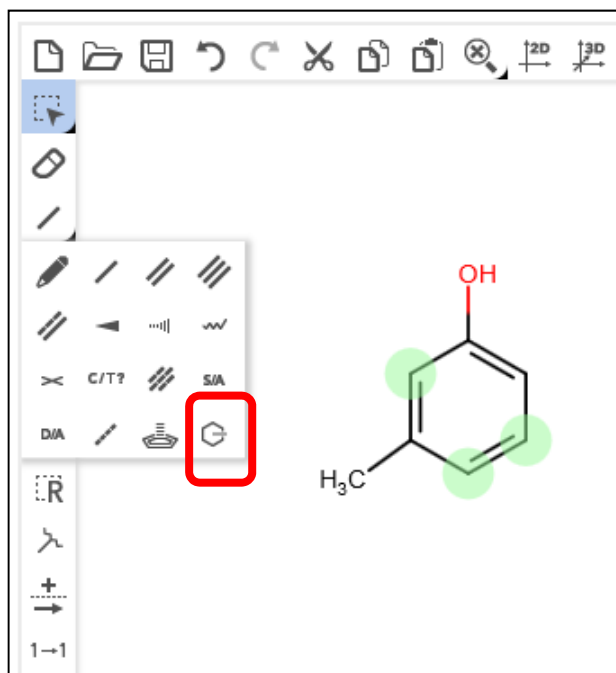 2D 3D
OH
C/T? S/A
D/A
H₃C
R
1→1